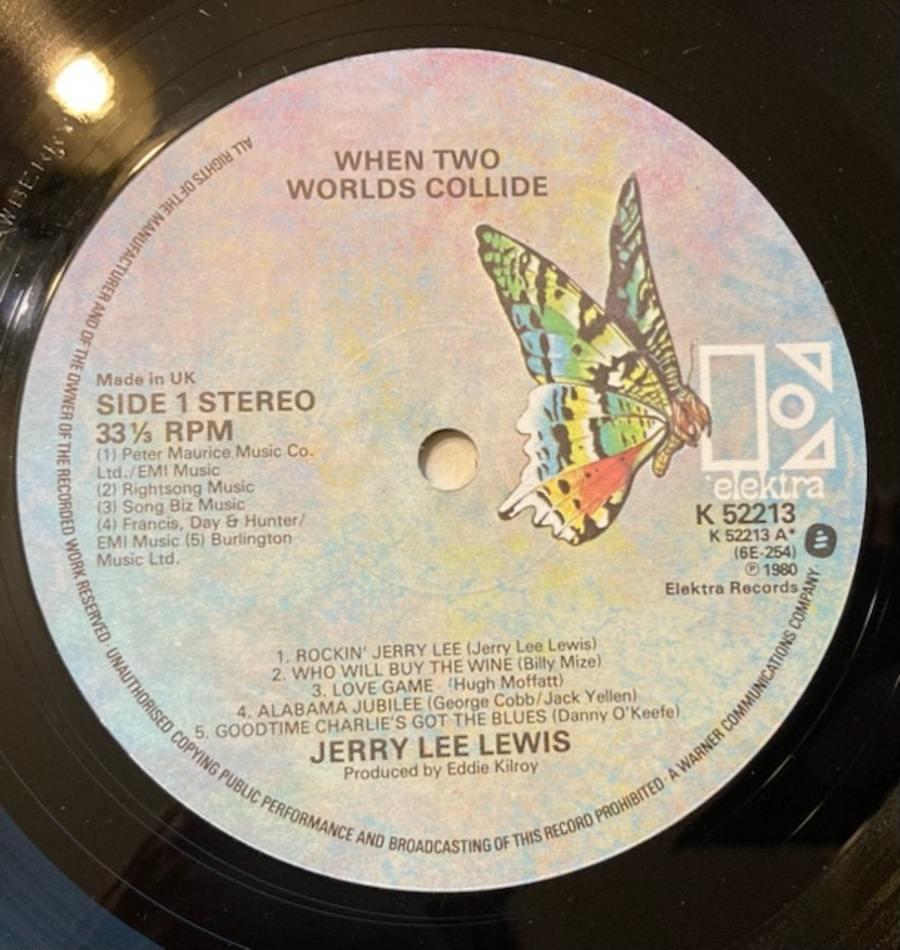 WHEN TWO
WORLDS COLLIDE
Made in UK
SIDE 1 STEREO
33⅓ RPM
(1) Peter Maurice Music Co.
Ltd./EMI Music
(2) Rightsong Music
(3) Song Biz Music
(4) Francis, Day & Hunter/
EMI Music (5) Burlington
Music Ltd.
elektra
K 52213
K 52213 A*
(6E-254)
℗ 1980
Elektra Records
1. ROCKIN' JERRY LEE (Jerry Lee Lewis)
2. WHO WILL BUY THE WINE (Billy Mize)
3. LOVE GAME (Hugh Moffatt)
4. ALABAMA JUBILEE (George Cobb/Jack Yellen)
5. GOODTIME CHARLIE'S GOT THE BLUES (Danny O'Keefe)
JERRY LEE LEWIS
Produced by Eddie Kilroy
ALL RIGHTS OF THE MANUFACTURER AND OF THE OWNER OF THE RECORDED WORK RESERVED· UNAUTHORISED COPYING PUBLIC PERFORMANCE AND BROADCASTING OF THIS RECORD PROHIBITED· A WARNER COMMUNICATIONS COMPANY·